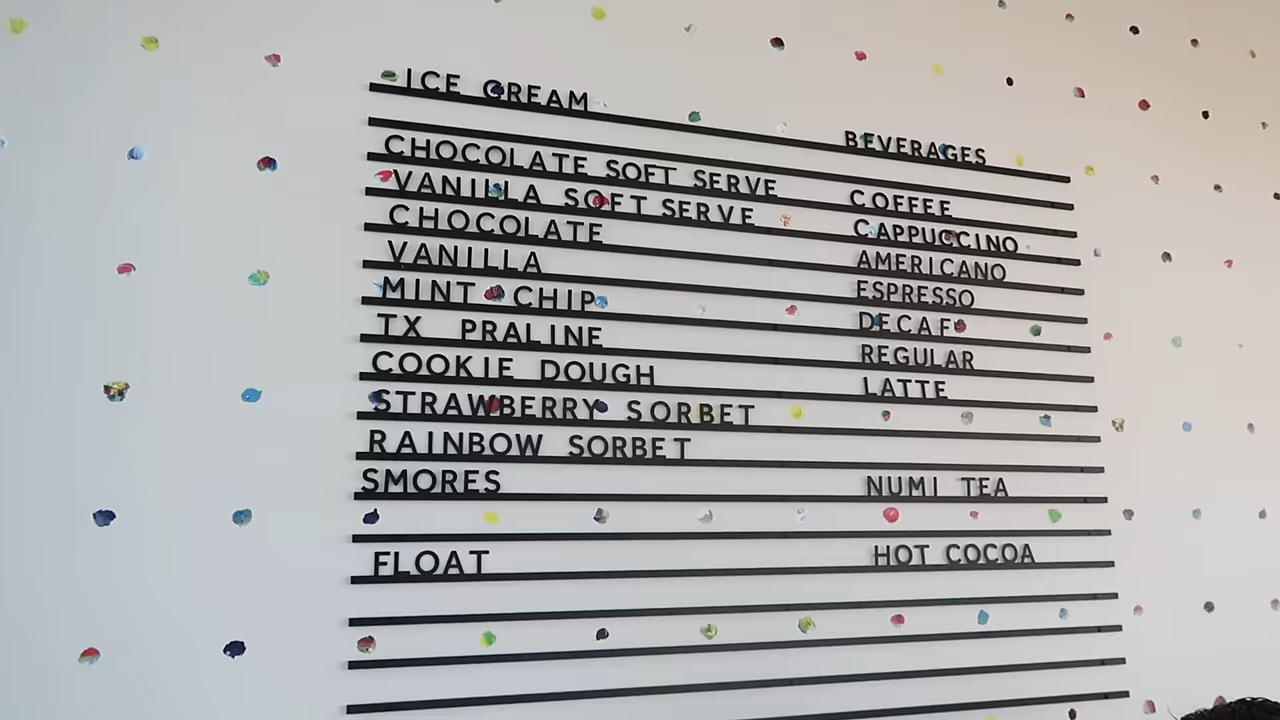 ICE CREAM
CHOCOLATE SOFT SERVE
VANILLA SOFT SERVE
CHOCOLATE
VANILLA
MINT CHIP
TX PRALINE
COOKIE DOUGH
STRAWBERRY SORBET
RAINBOW SORBET
SMORES
FLOAT
BEVERAGES
COFFEE
CAPPUCCINO
AMERICANO
ESPRESSO
DECAF
REGULAR
LATTE
NUMI TEA
HOT COCOA